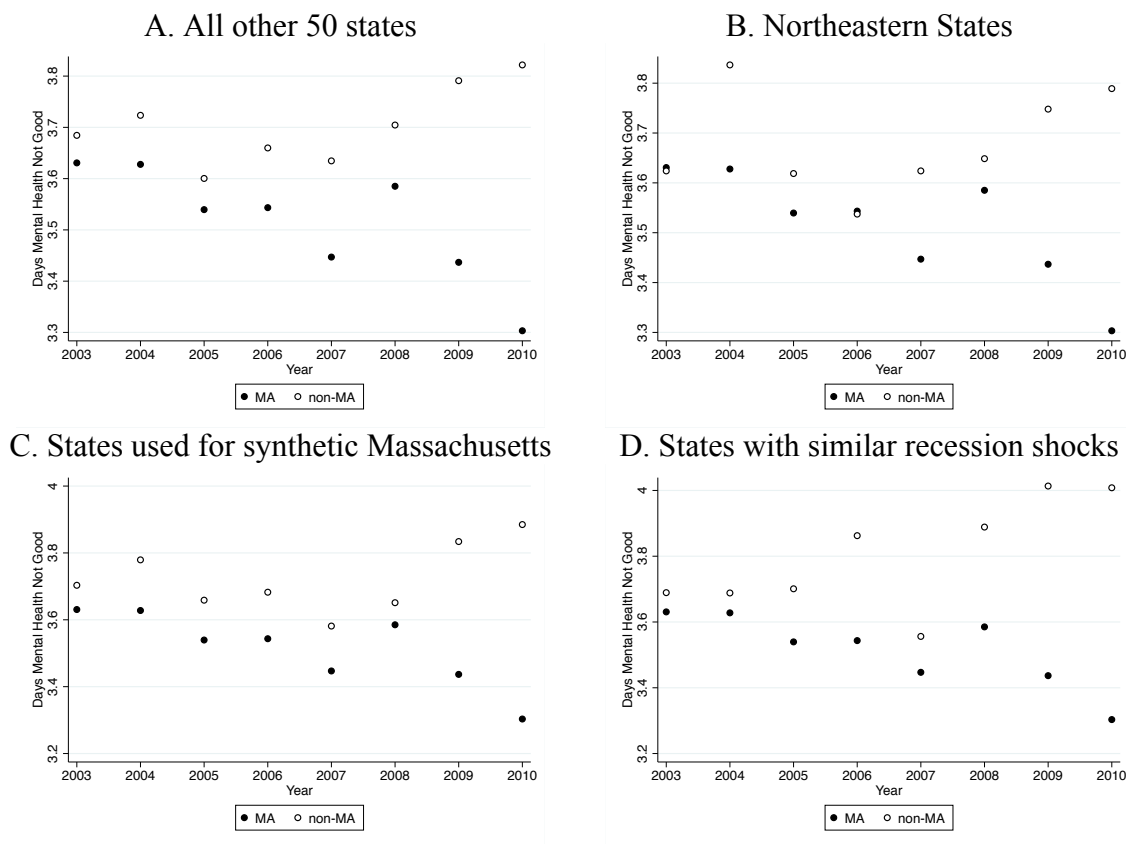 A. All other 50 states
Days Mental Health Not Good
3.8
3.7
3.6
3.5
3.4
3.3
2003 2004 2005 2006 2007 2008 2009 2010
Year
MA non-MA
B. Northeastern States
Days Mental Health Not Good
3.8
3.7
3.6
3.5
3.4
3.3
2003 2004 2005 2006 2007 2008 2009 2010
Year
MA non-MA
C. States used for synthetic Massachusetts
Days Mental Health Not Good
4
3.8
3.6
3.4
3.2
2003 2004 2005 2006 2007 2008 2009 2010
Year
MA non-MA
D. States with similar recession shocks
Days Mental Health Not Good
4
3.8
3.6
3.4
3.2
2003 2004 2005 2006 2007 2008 2009 2010
Year
MA non-MA